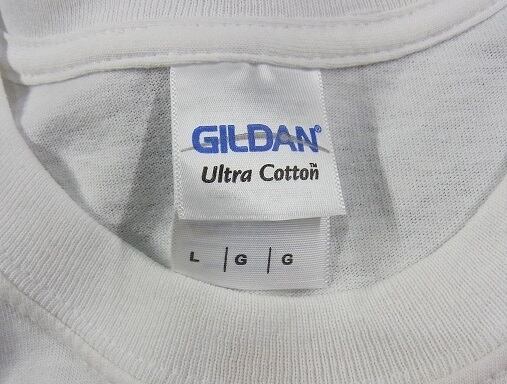 GILDAN®
Ultra Cotton™
L | G | G